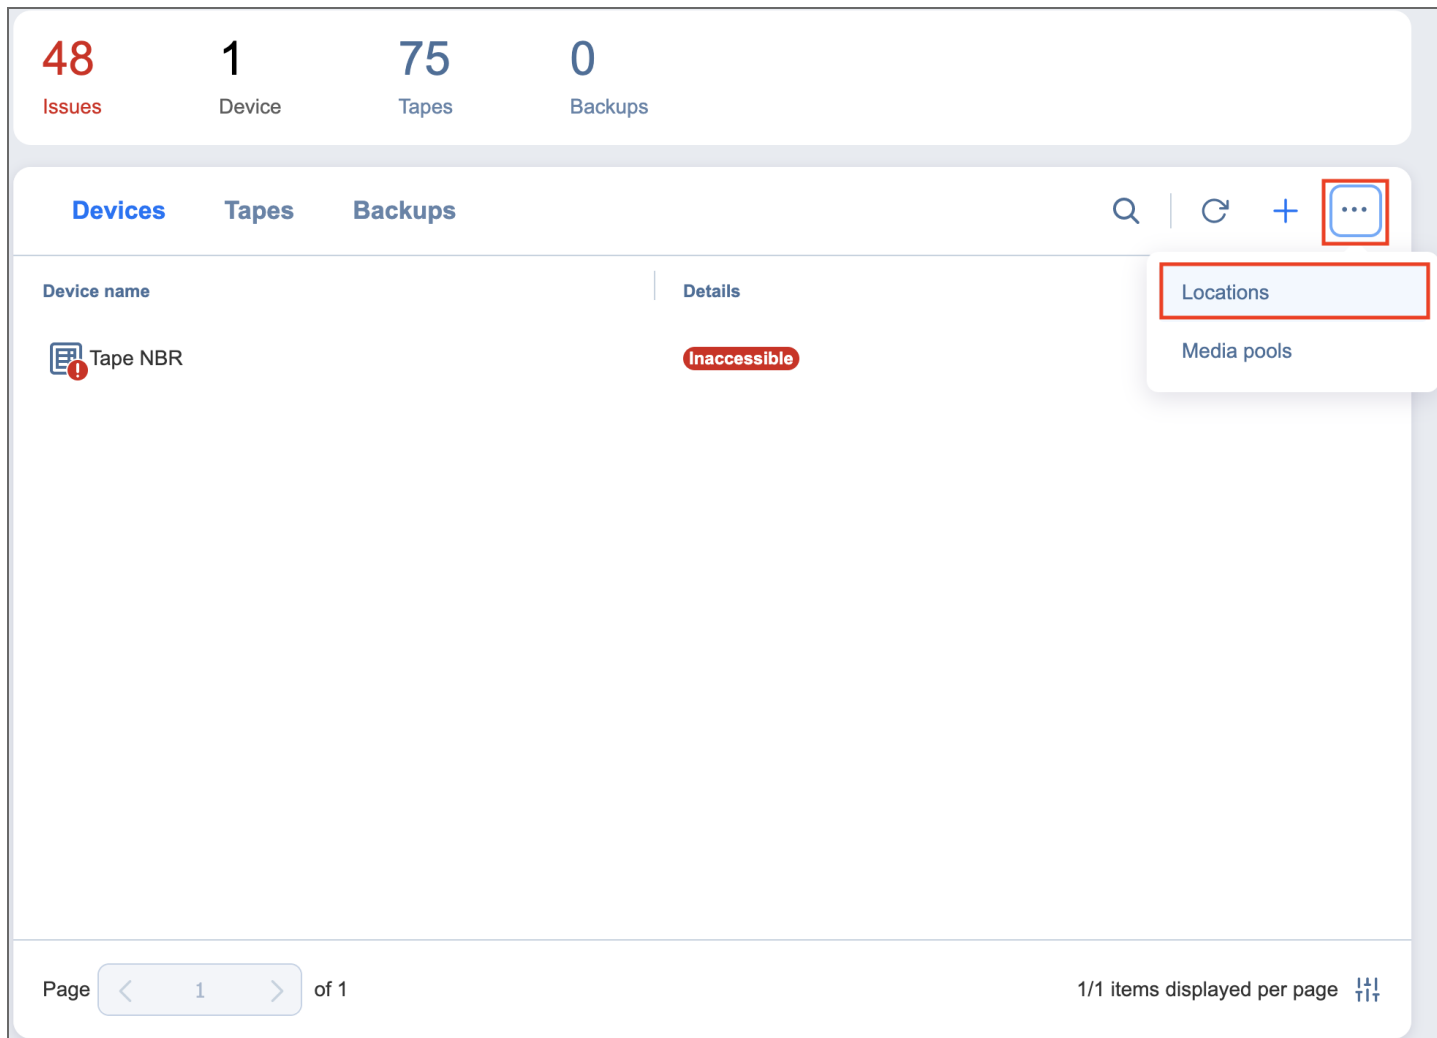 48 1 75 0
Issues Device Tapes Backups
Devices Tapes Backups
Device name Details
Locations
Tape NBR Inaccessible
Media pools
Page 1 of 1 1/1 items displayed per page